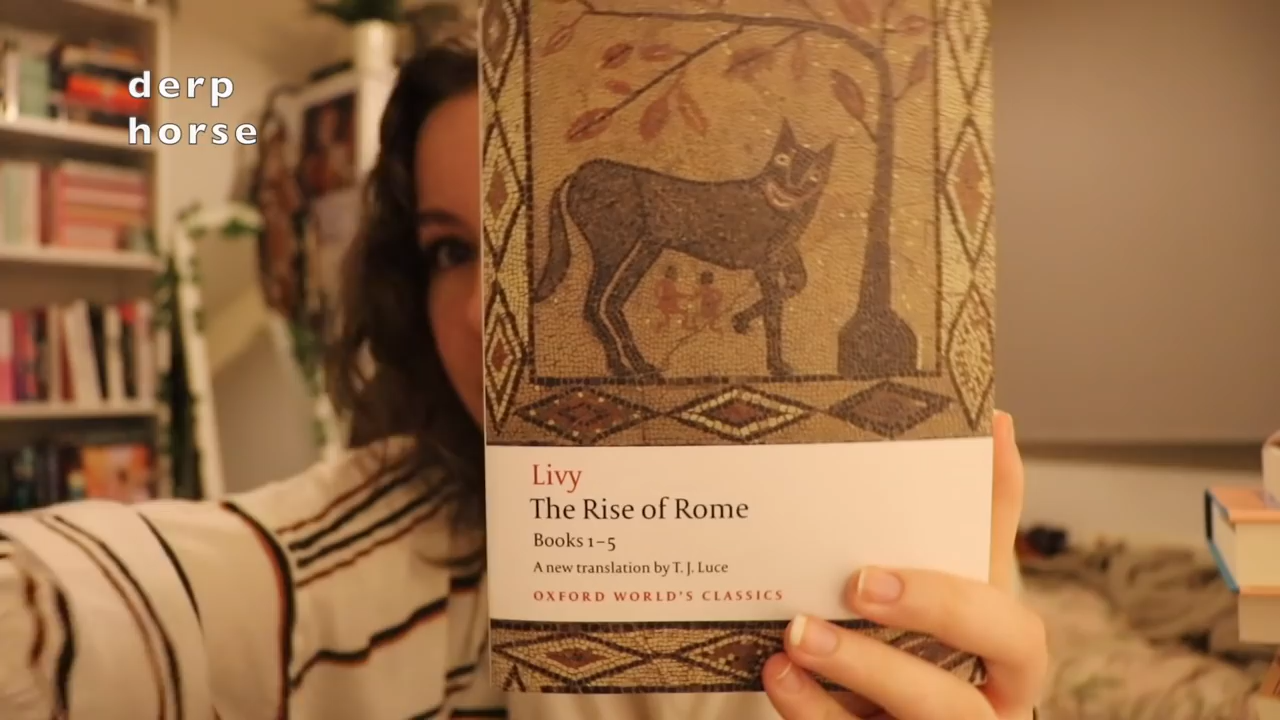 derp
horse
Livy
The Rise of Rome
Books 1–5
A new translation by T. J. Luce
OXFORD WORLD'S CLASSICS